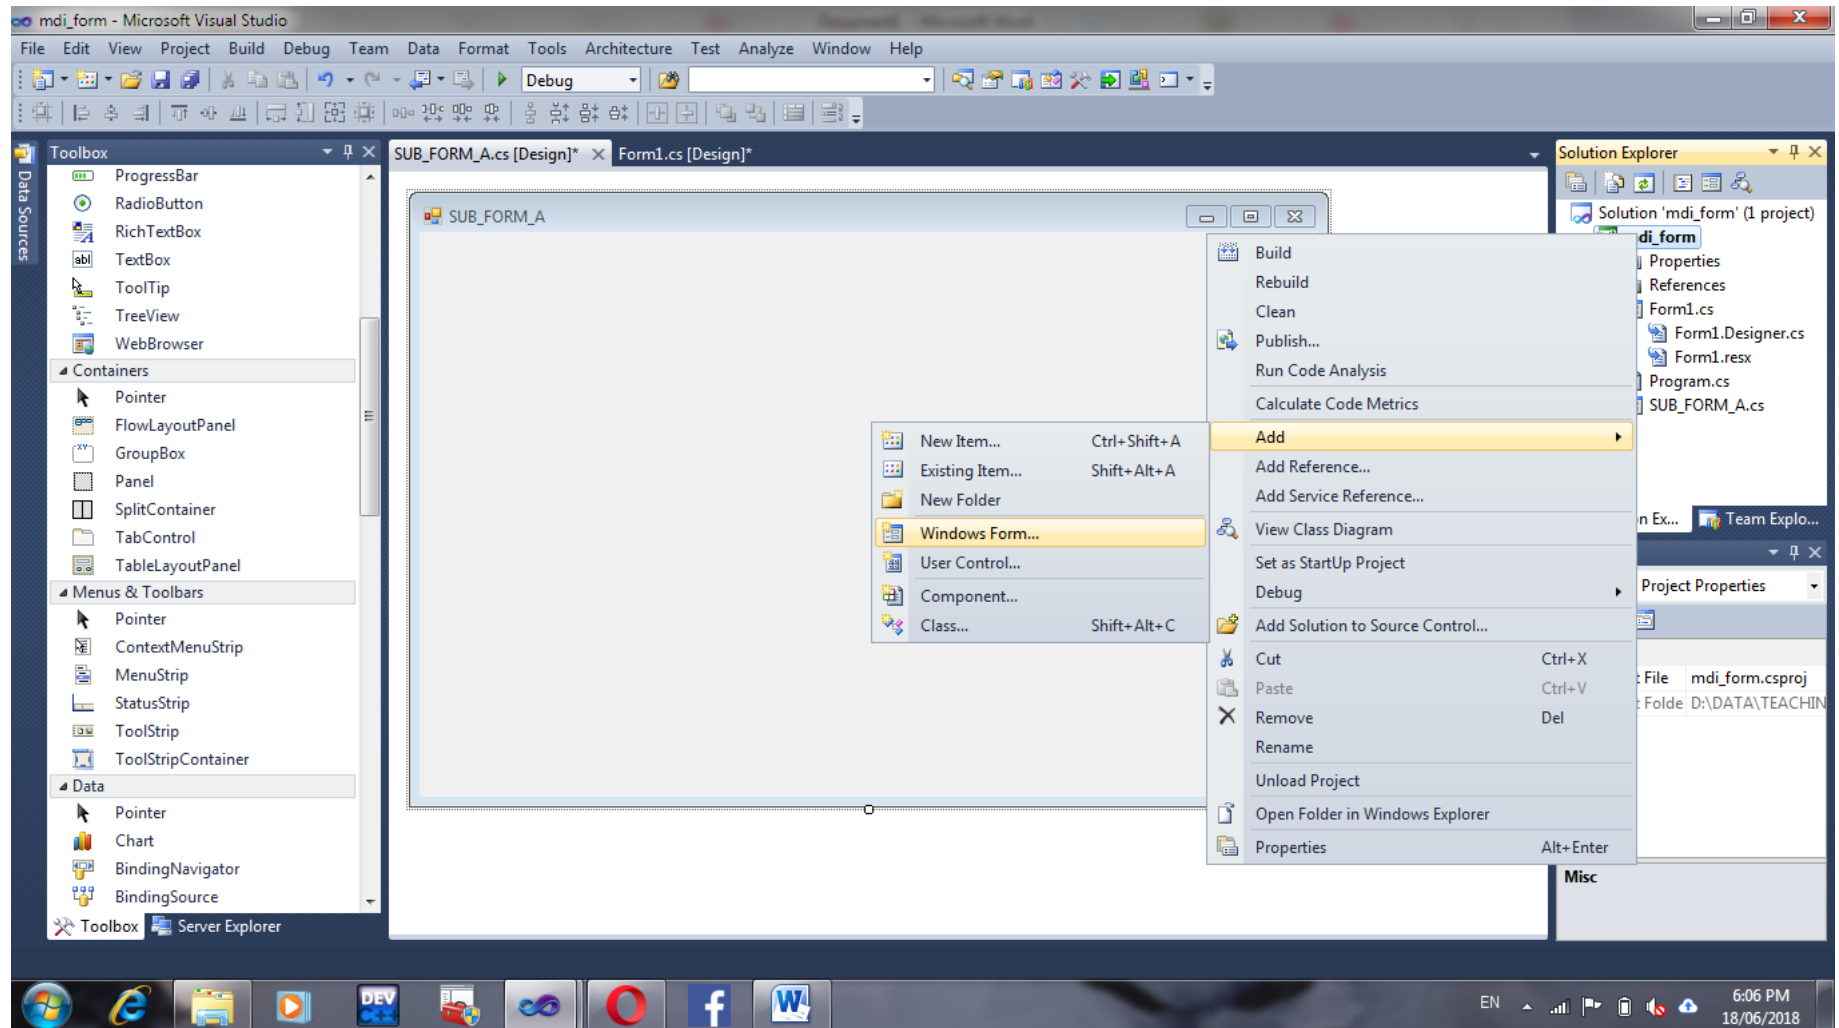 mdi_form - Microsoft Visual Studio
File Edit View Project Build Debug Team Data Format Tools Architecture Test Analyze Window Help
Debug
Data Sources
Toolbox
ProgressBar
RadioButton
RichTextBox
abl TextBox
ToolTip
TreeView
WebBrowser
Containers
Pointer
FlowLayoutPanel
GroupBox
Panel
SplitContainer
TabControl
TableLayoutPanel
Menus & Toolbars
Pointer
ContextMenuStrip
MenuStrip
StatusStrip
ToolStrip
ToolStripContainer
Data
Pointer
Chart
BindingNavigator
BindingSource
Toolbox Server Explorer
SUB_FORM_A.cs [Design]* Form1.cs [Design]*
SUB_FORM_A
Build
Rebuild
Clean
Publish...
Run Code Analysis
Calculate Code Metrics
Add
Add Reference...
Add Service Reference...
View Class Diagram
Set as StartUp Project
Debug
Add Solution to Source Control...
Cut Ctrl+X
Paste Ctrl+V
Remove Del
Rename
Unload Project
Open Folder in Windows Explorer
Properties Alt+Enter
New Item... Ctrl+Shift+A
Existing Item... Shift+Alt+A
New Folder
Windows Form...
User Control...
Component...
Class... Shift+Alt+C
Solution Explorer
Solution 'mdi_form' (1 project)
di_form
Properties
References
Form1.cs
Form1.Designer.cs
Form1.resx
Program.cs
SUB_FORM_A.cs
n Ex... Team Explo...
Project Properties
t File mdi_form.csproj
t Folde D:\DATA\TEACHIN
Misc
DEV C++
EN
6:06 PM
18/06/2018